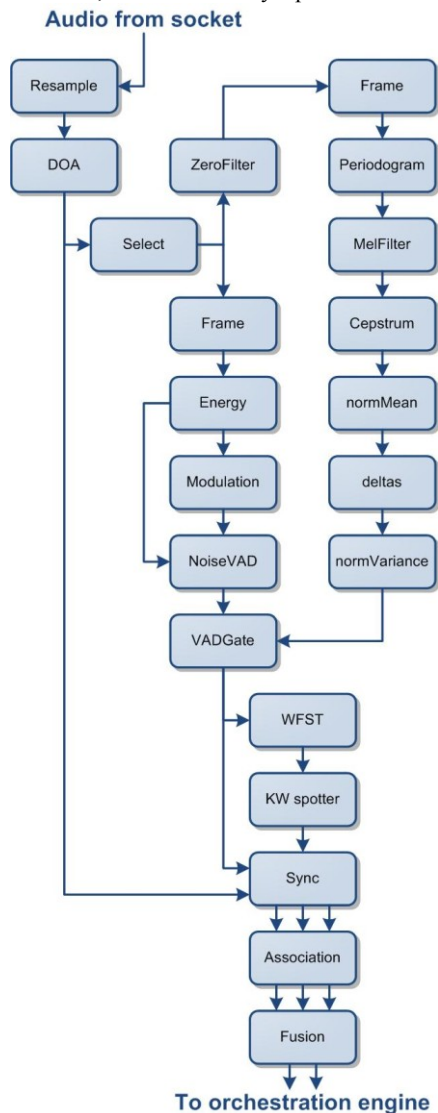 Audio from socket
Resample
Frame
DOA
ZeroFilter
Periodogram
Select
MelFilter
Frame
Cepstrum
Energy
normMean
Modulation
deltas
NoiseVAD
normVariance
VADGate
WFST
KW spotter
Sync
Association
Fusion
To orchestration engine